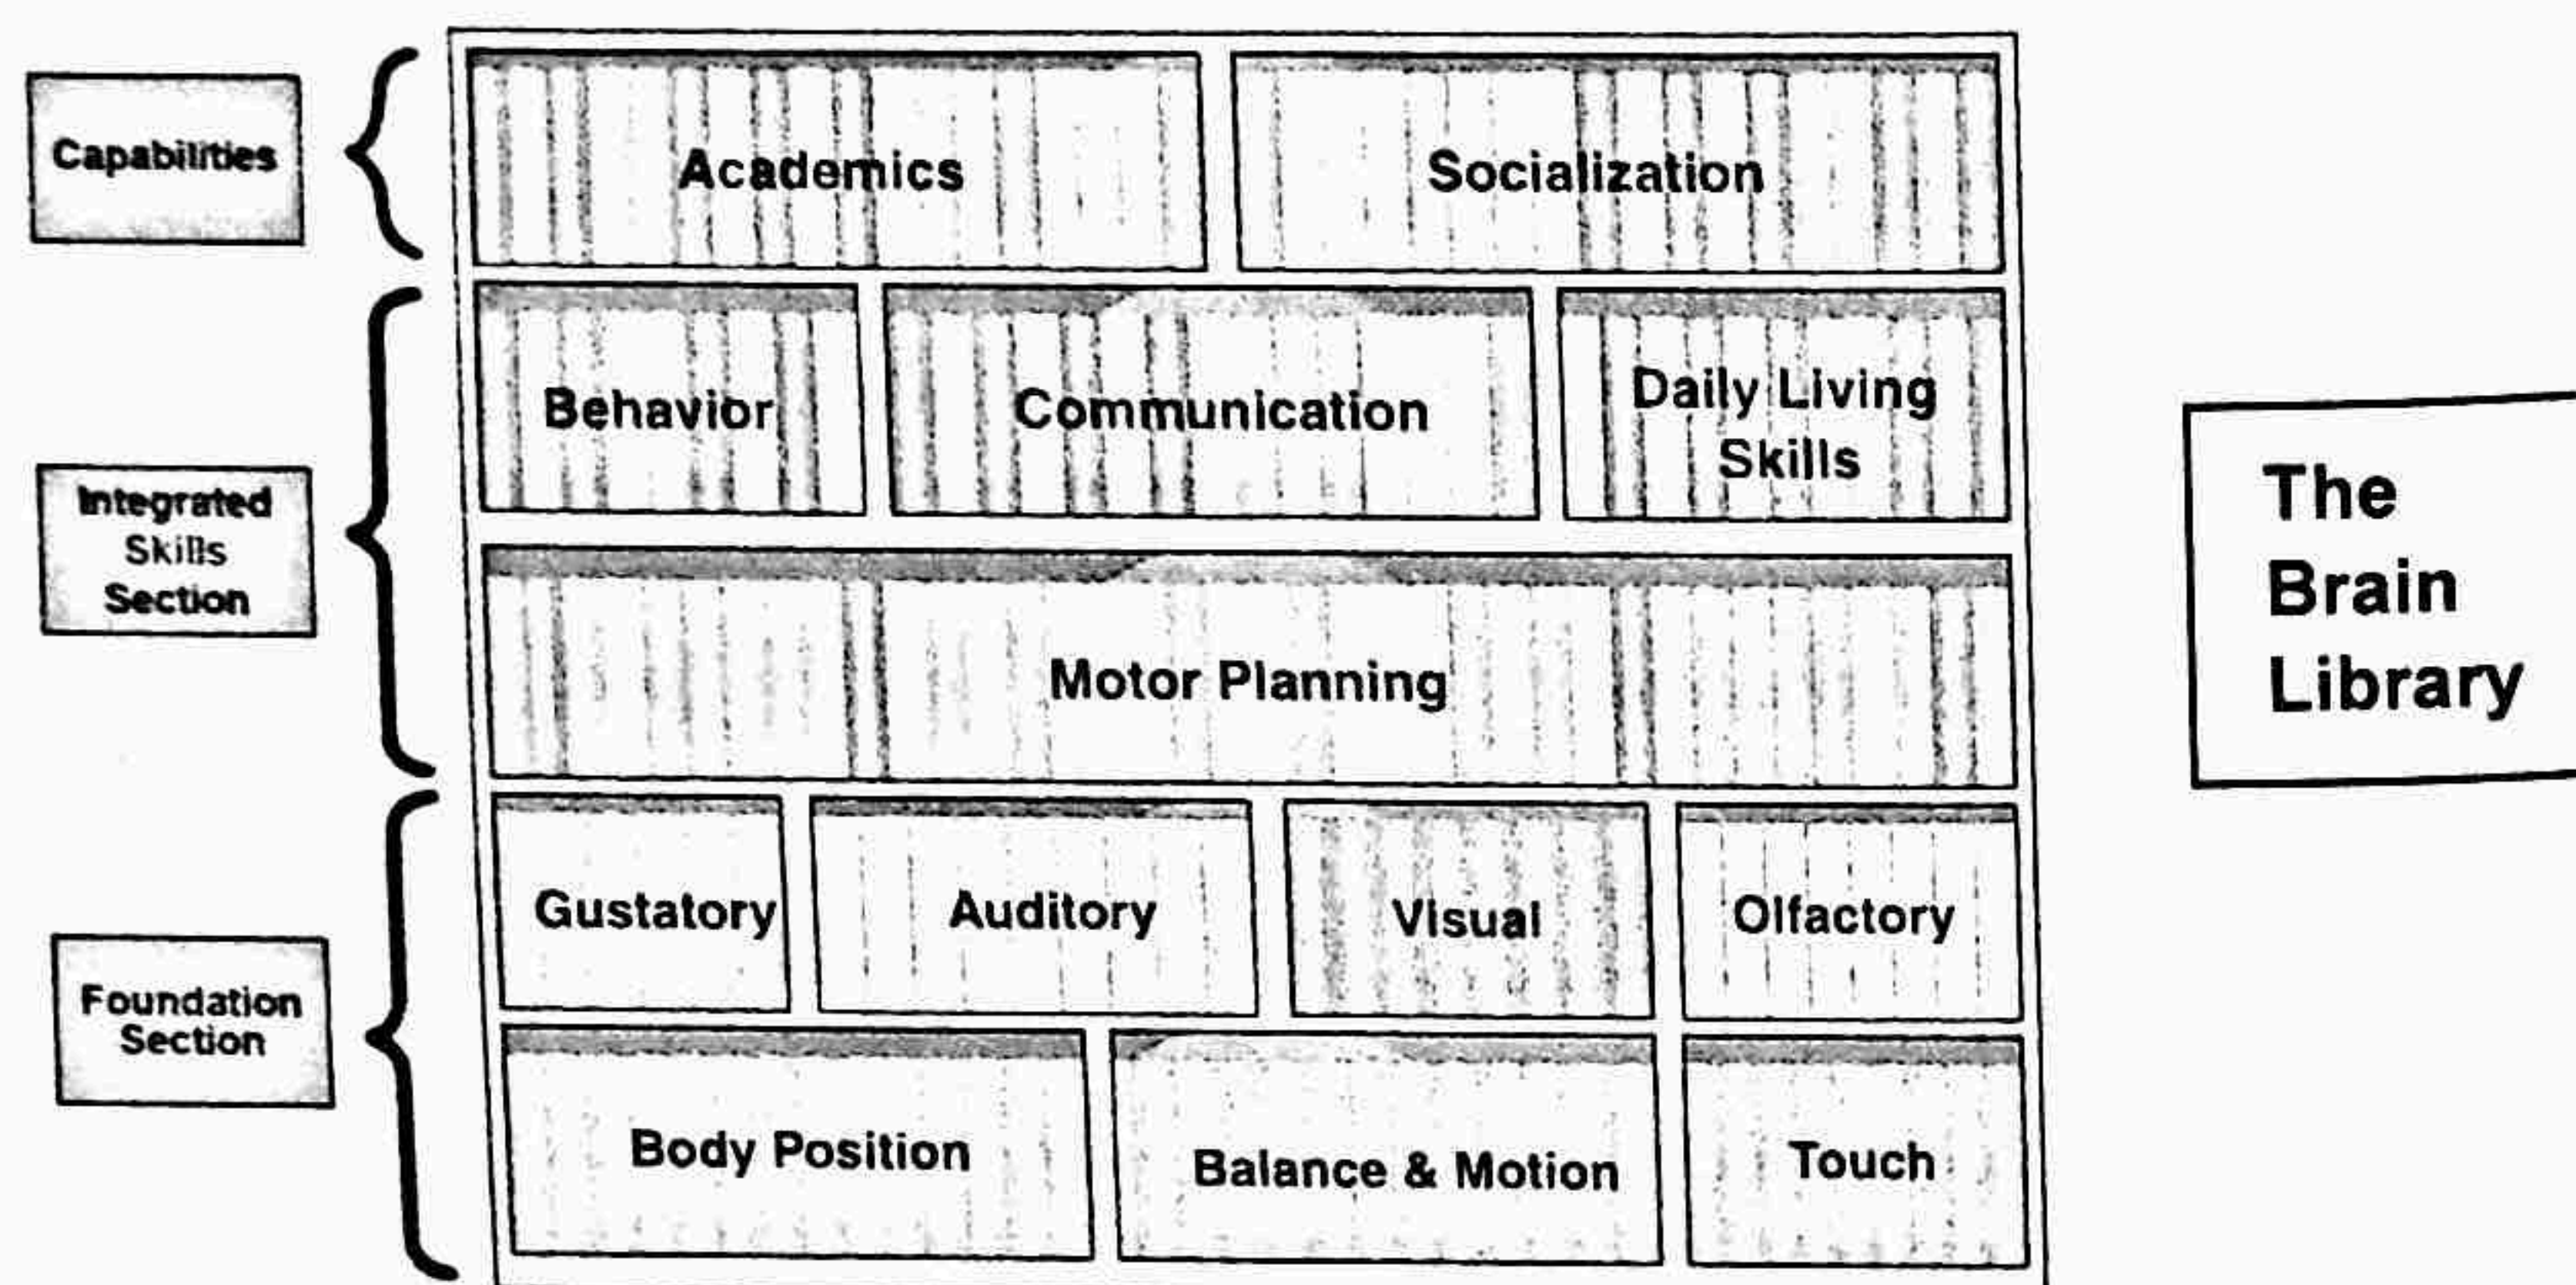 Capabilities
Academics
Socialization
Integrated
Skills
Section
Behavior
Communication
Daily Living
Skills
Motor Planning
Foundation
Section
Gustatory
Auditory
Visual
Olfactory
Body Position
Balance & Motion
Touch
The
Brain
Library